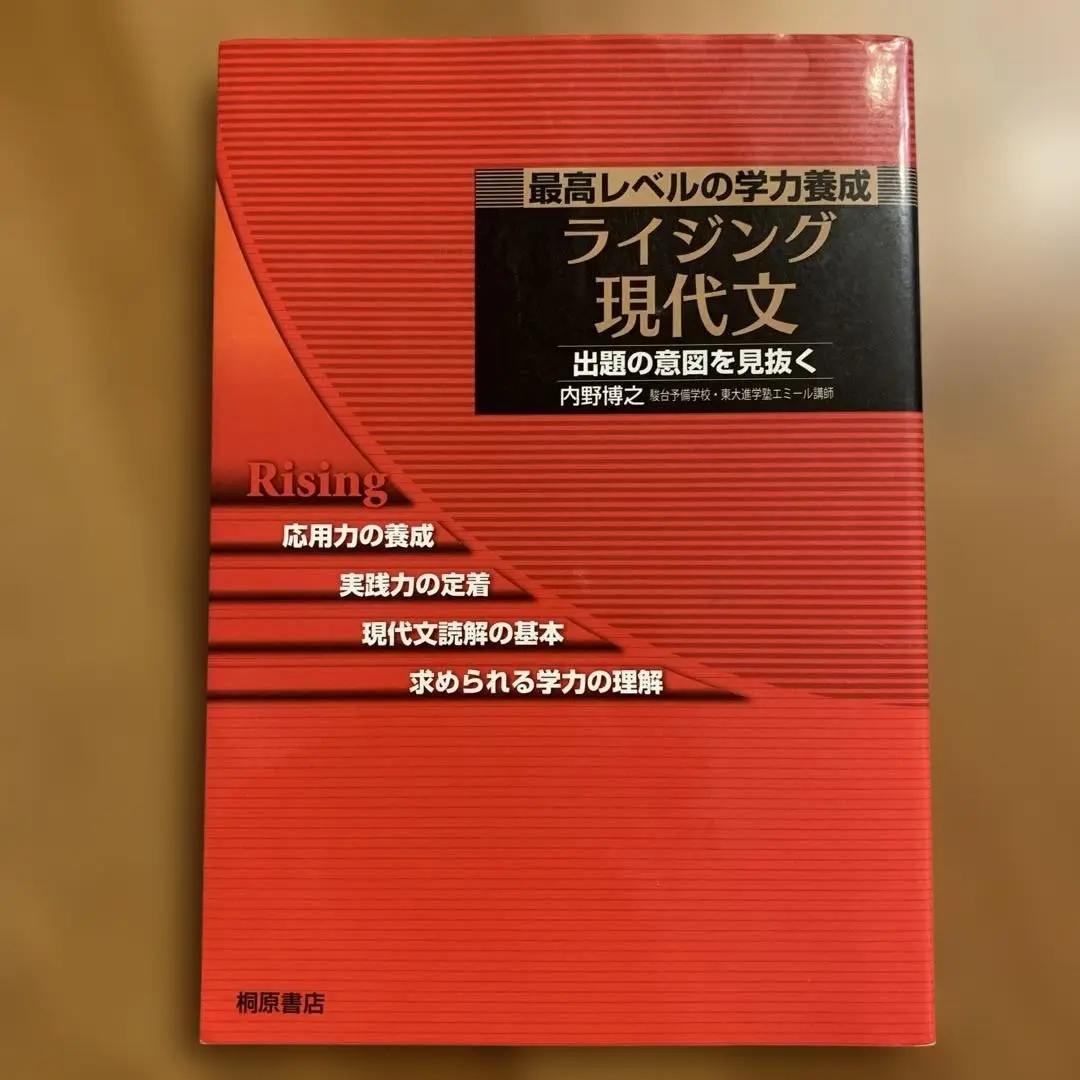 最高レベルの学力養成
ライジング
現代文
出題の意図を見抜く
内野博之 駿台予備学校・東大進学塾エミール講師
Rising
応用力の養成
実践力の定着
現代文読解の基本
求められる学力の理解
桐原書店